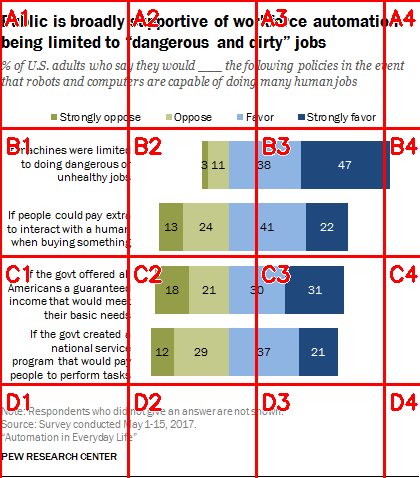 Public is broadly supportive of workforce automation
being limited to “dangerous and dirty” jobs
% of U.S. adults who say they would ___ the following policies in the event
that robots and computers are capable of doing many human jobs
Strongly oppose Oppose Favor Strongly favor
If machines were limited
to doing dangerous or
unhealthy jobs
3 11 38 47
If people could pay extra
to interact with a human
when buying something
13 24 41 22
If the govt offered all
Americans a guaranteed
income that would meet
their basic needs
18 21 30 31
If the govt created a
national service
program that would pay
people to perform tasks
12 29 37 21
Note: Respondents who did not give an answer are not shown.
Source: Survey conducted May 1-15, 2017.
“Automation in Everyday Life”
PEW RESEARCH CENTER
A1 A2 A3 A4
B1 B2 B3 B4
C1 C2 C3 C4
D1 D2 D3 D4